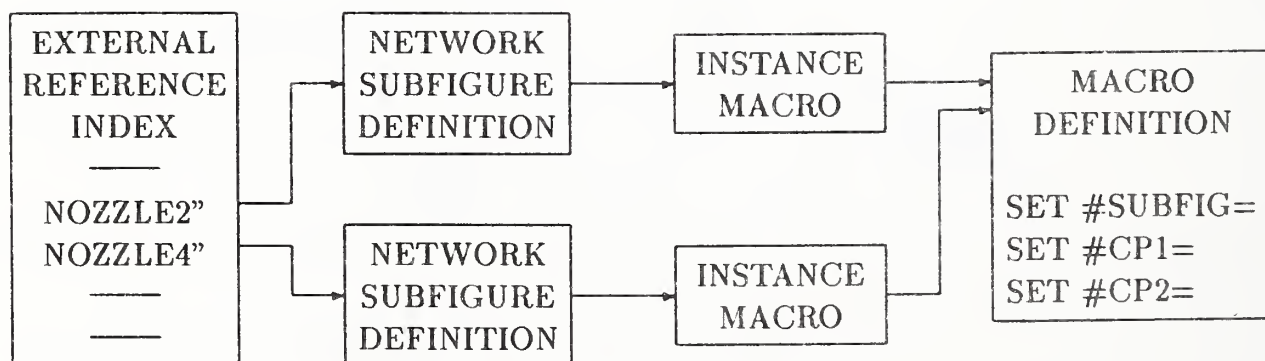 EXTERNAL
REFERENCE
INDEX
NOZZLE2”
NOZZLE4”
NETWORK
SUBFIGURE
DEFINITION
INSTANCE
MACRO
NETWORK
SUBFIGURE
DEFINITION
INSTANCE
MACRO
MACRO
DEFINITION
SET #SUBFIG=
SET #CP1=
SET #CP2=